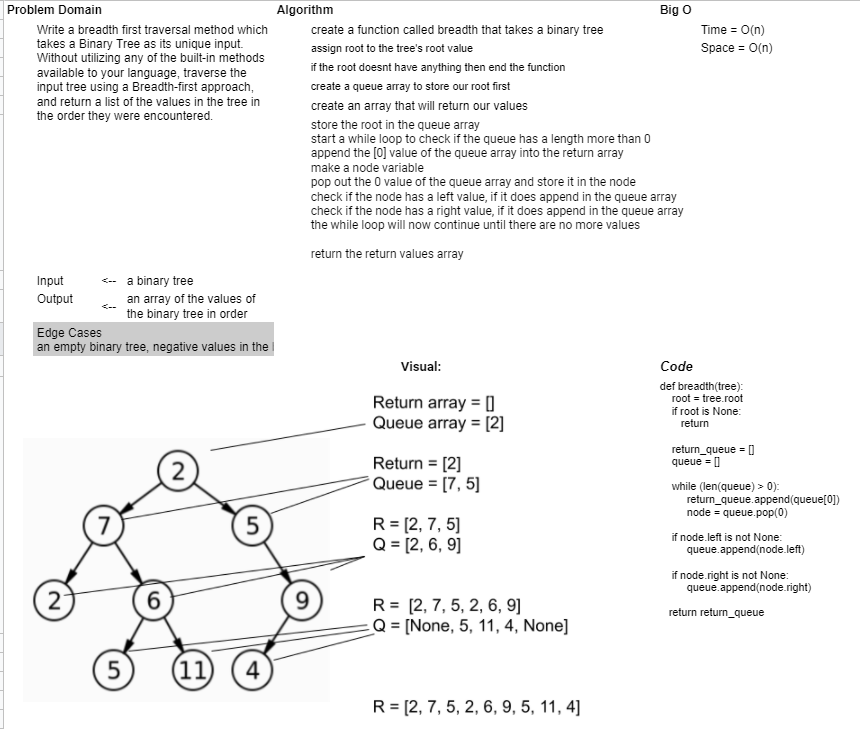 Problem Domain
Write a breadth first traversal method which
takes a Binary Tree as its unique input.
Without utilizing any of the built-in methods
available to your language, traverse the
input tree using a Breadth-first approach,
and return a list of the values in the tree in
the order they were encountered.
Algorithm
create a function called breadth that takes a binary tree
assign root to the tree's root value
if the root doesnt have anything then end the function
create a queue array to store our root first
create an array that will return our values
store the root in the queue array
start a while loop to check if the queue has a length more than 0
append the [0] value of the queue array into the return array
make a node variable
pop out the 0 value of the queue array and store it in the node
check if the node has a left value, if it does append in the queue array
check if the node has a right value, if it does append in the queue array
the while loop will now continue until there are no more values
return the return values array
Big O
Time = O(n)
Space = O(n)
Input <-- a binary tree
Output <-- an array of the values of
the binary tree in order
Edge Cases
an empty binary tree, negative values in the
Visual:
Return array = []
Queue array = [2]
Return = [2]
Queue = [7, 5]
R = [2, 7, 5]
Q = [2, 6, 9]
R = [2, 7, 5, 2, 6, 9]
Q = [None, 5, 11, 4, None]
R = [2, 7, 5, 2, 6, 9, 5, 11, 4]
2
7 5
2 6 9
5 11 4
Code
def breadth(tree):
root = tree.root
if root is None:
return
return_queue = []
queue = []
while (len(queue) > 0):
return_queue.append(queue[0])
node = queue.pop(0)
if node.left is not None:
queue.append(node.left)
if node.right is not None:
queue.append(node.right)
return return_queue